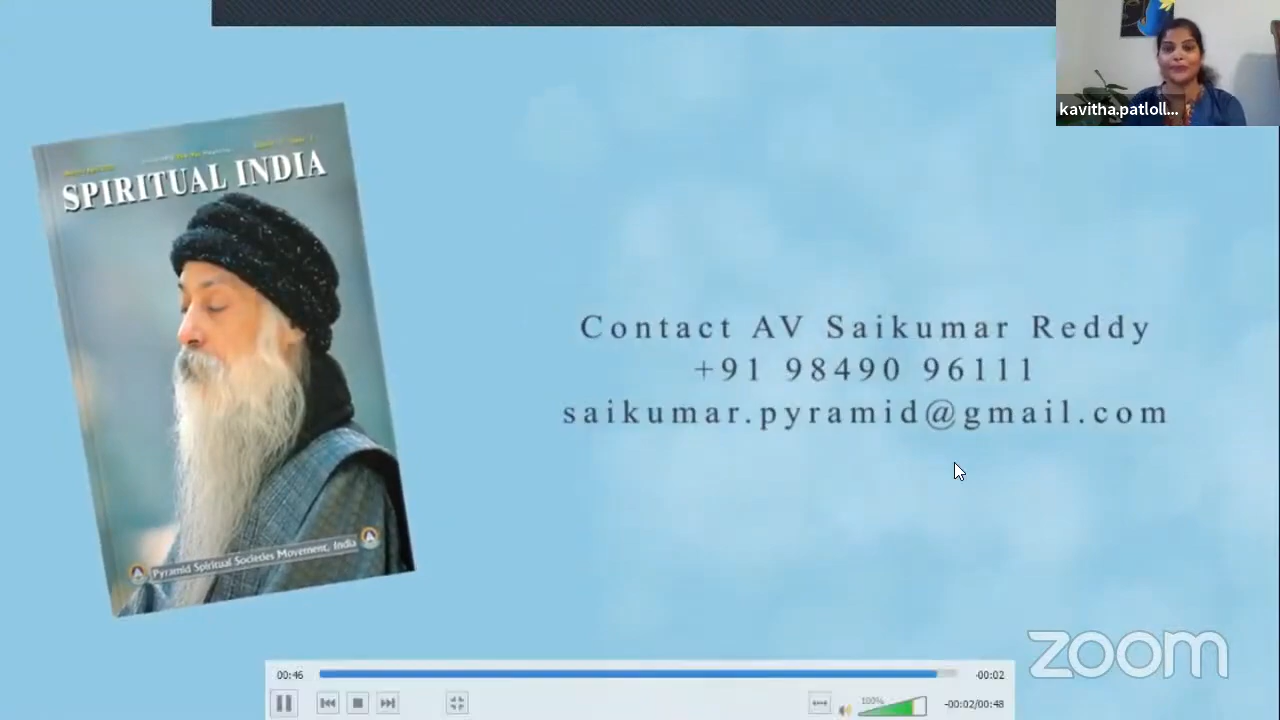 kavitha.patloll...
SPIRITUAL INDIA
Contact AV Saikumar Reddy
+91 98490 96111
saikumar.pyramid@gmail.com
Pyramid Spiritual Societies Movement, India
zoom
00:46
-00:02
100%
-00:02/00:48